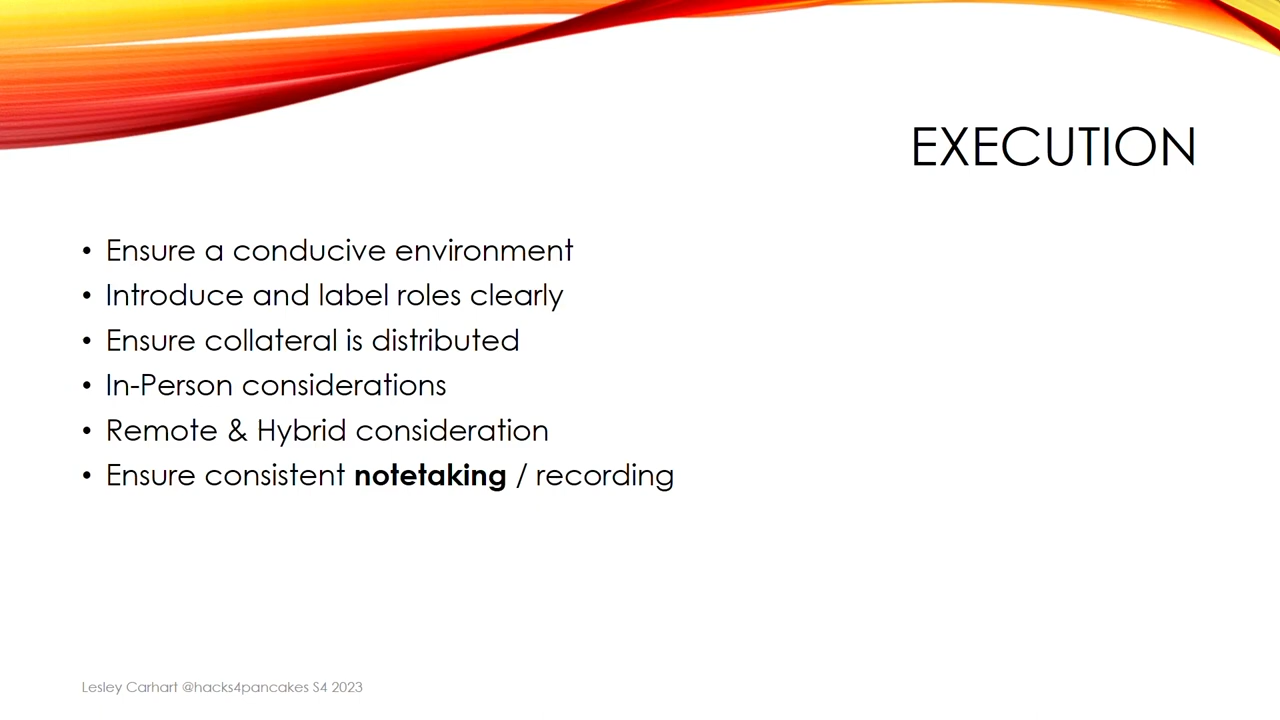 EXECUTION
• Ensure a conducive environment
• Introduce and label roles clearly
• Ensure collateral is distributed
• In-Person considerations
• Remote & Hybrid consideration
• Ensure consistent notetaking / recording
Lesley Carhart @hacks4pancakes S4 2023